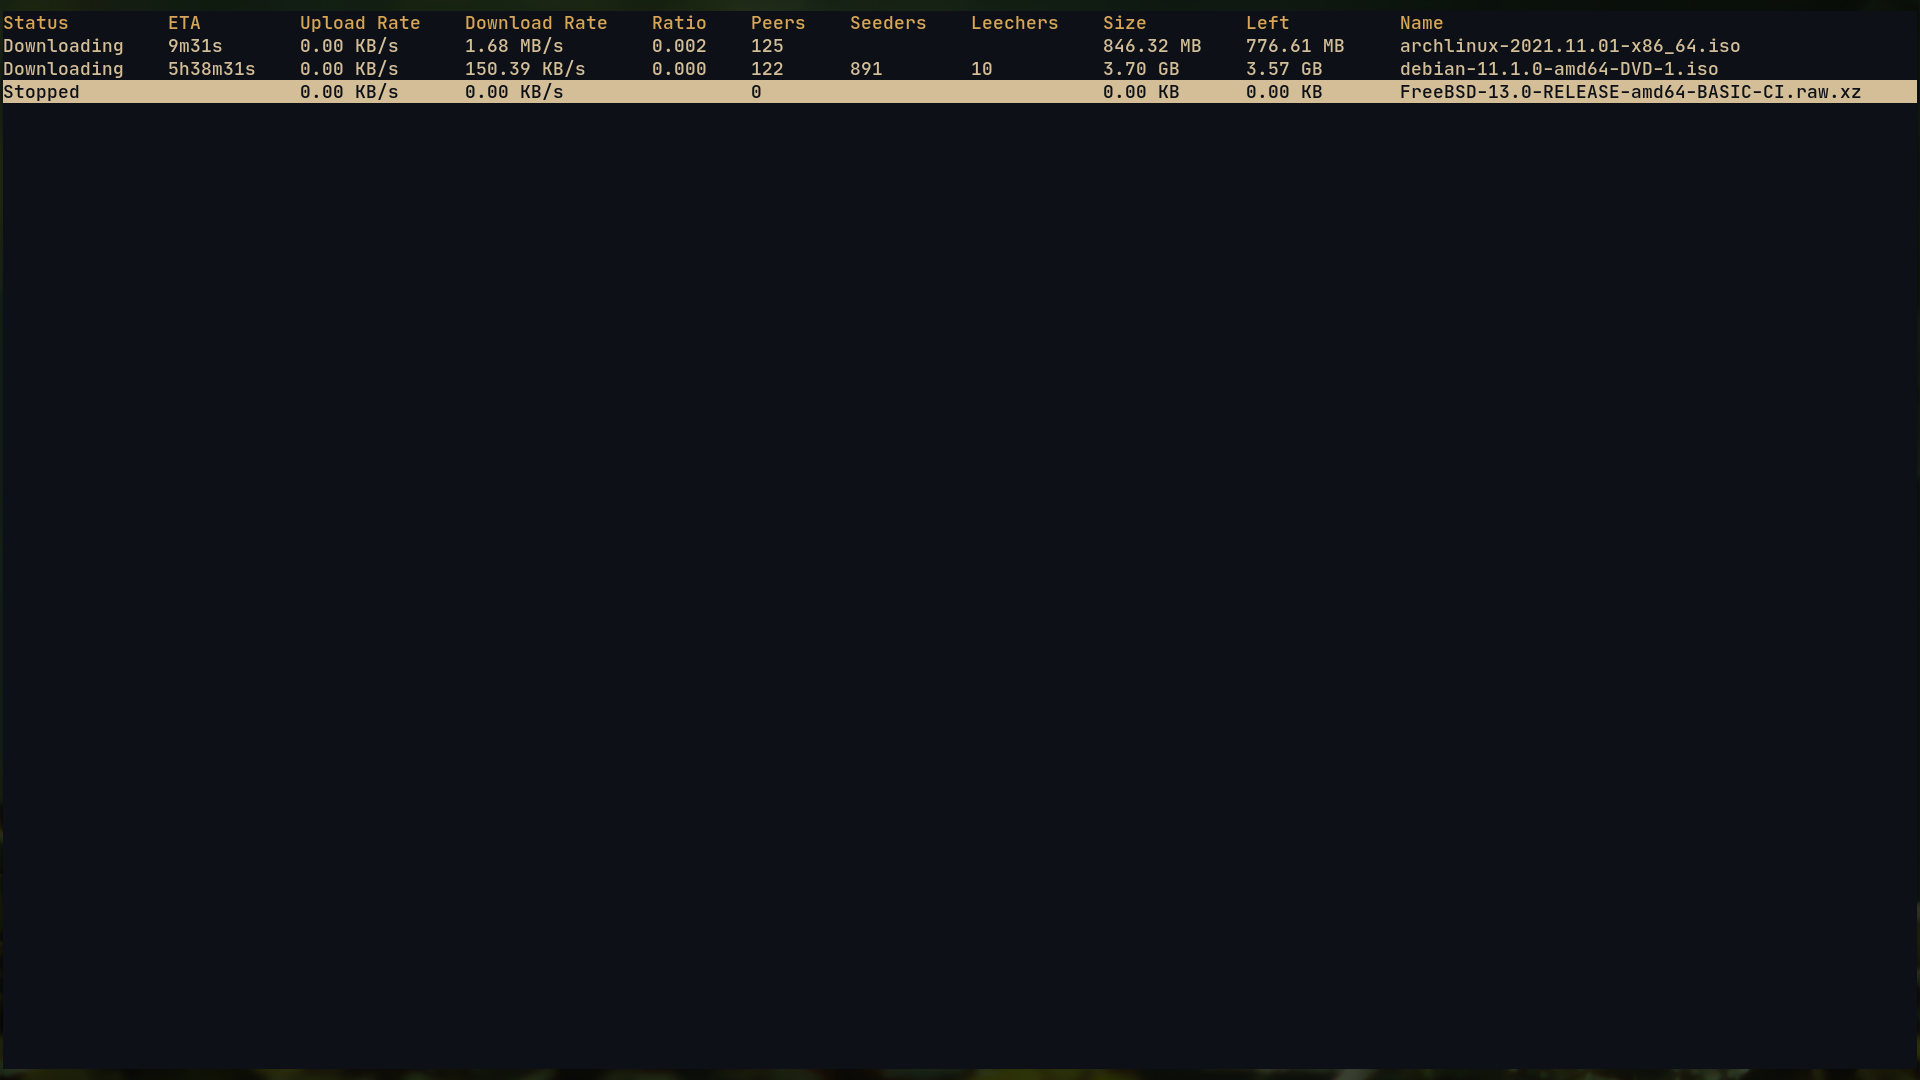 Status ETA Upload Rate Download Rate Ratio Peers Seeders Leechers Size Left Name
Downloading 9m31s 0.00 KB/s 1.68 MB/s 0.002 125 846.32 MB 776.61 MB archlinux-2021.11.01-x86_64.iso
Downloading 5h38m31s 0.00 KB/s 150.39 KB/s 0.000 122 891 10 3.70 GB 3.57 GB debian-11.1.0-amd64-DVD-1.iso
Stopped 0.00 KB/s 0.00 KB/s 0 0.00 KB 0.00 KB FreeBSD-13.0-RELEASE-amd64-BASIC-CI.raw.xz